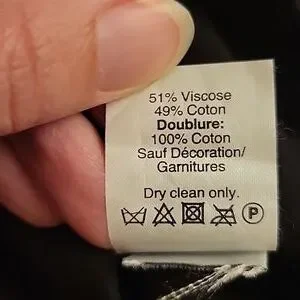 51% Viscose
49% Coton
Doublure:
100% Coton
Sauf Décoration/
Garnitures
Dry clean only.
P